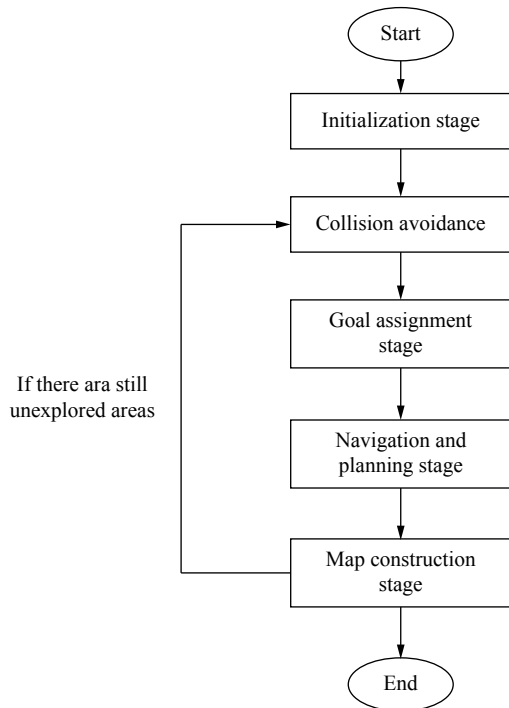 Start
Initialization stage
Collision avoidance
Goal assignment
stage
If there ara still
unexplored areas
Navigation and
planning stage
Map construction
stage
End